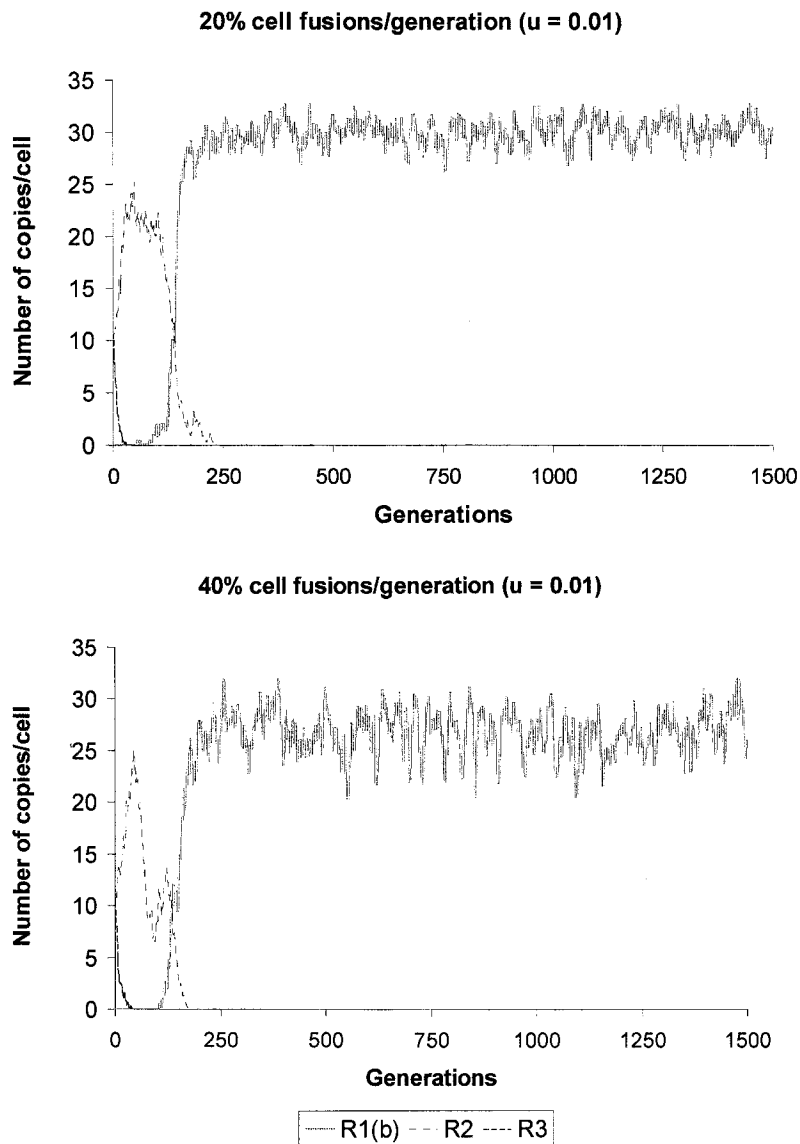 20% cell fusions/generation (u = 0.01)
Number of copies/cell
35
30
25
20
15
10
5
0
0 250 500 750 1000 1250 1500
Generations
40% cell fusions/generation (u = 0.01)
Number of copies/cell
35
30
25
20
15
10
5
0
0 250 500 750 1000 1250 1500
Generations
R1(b) R2 R3